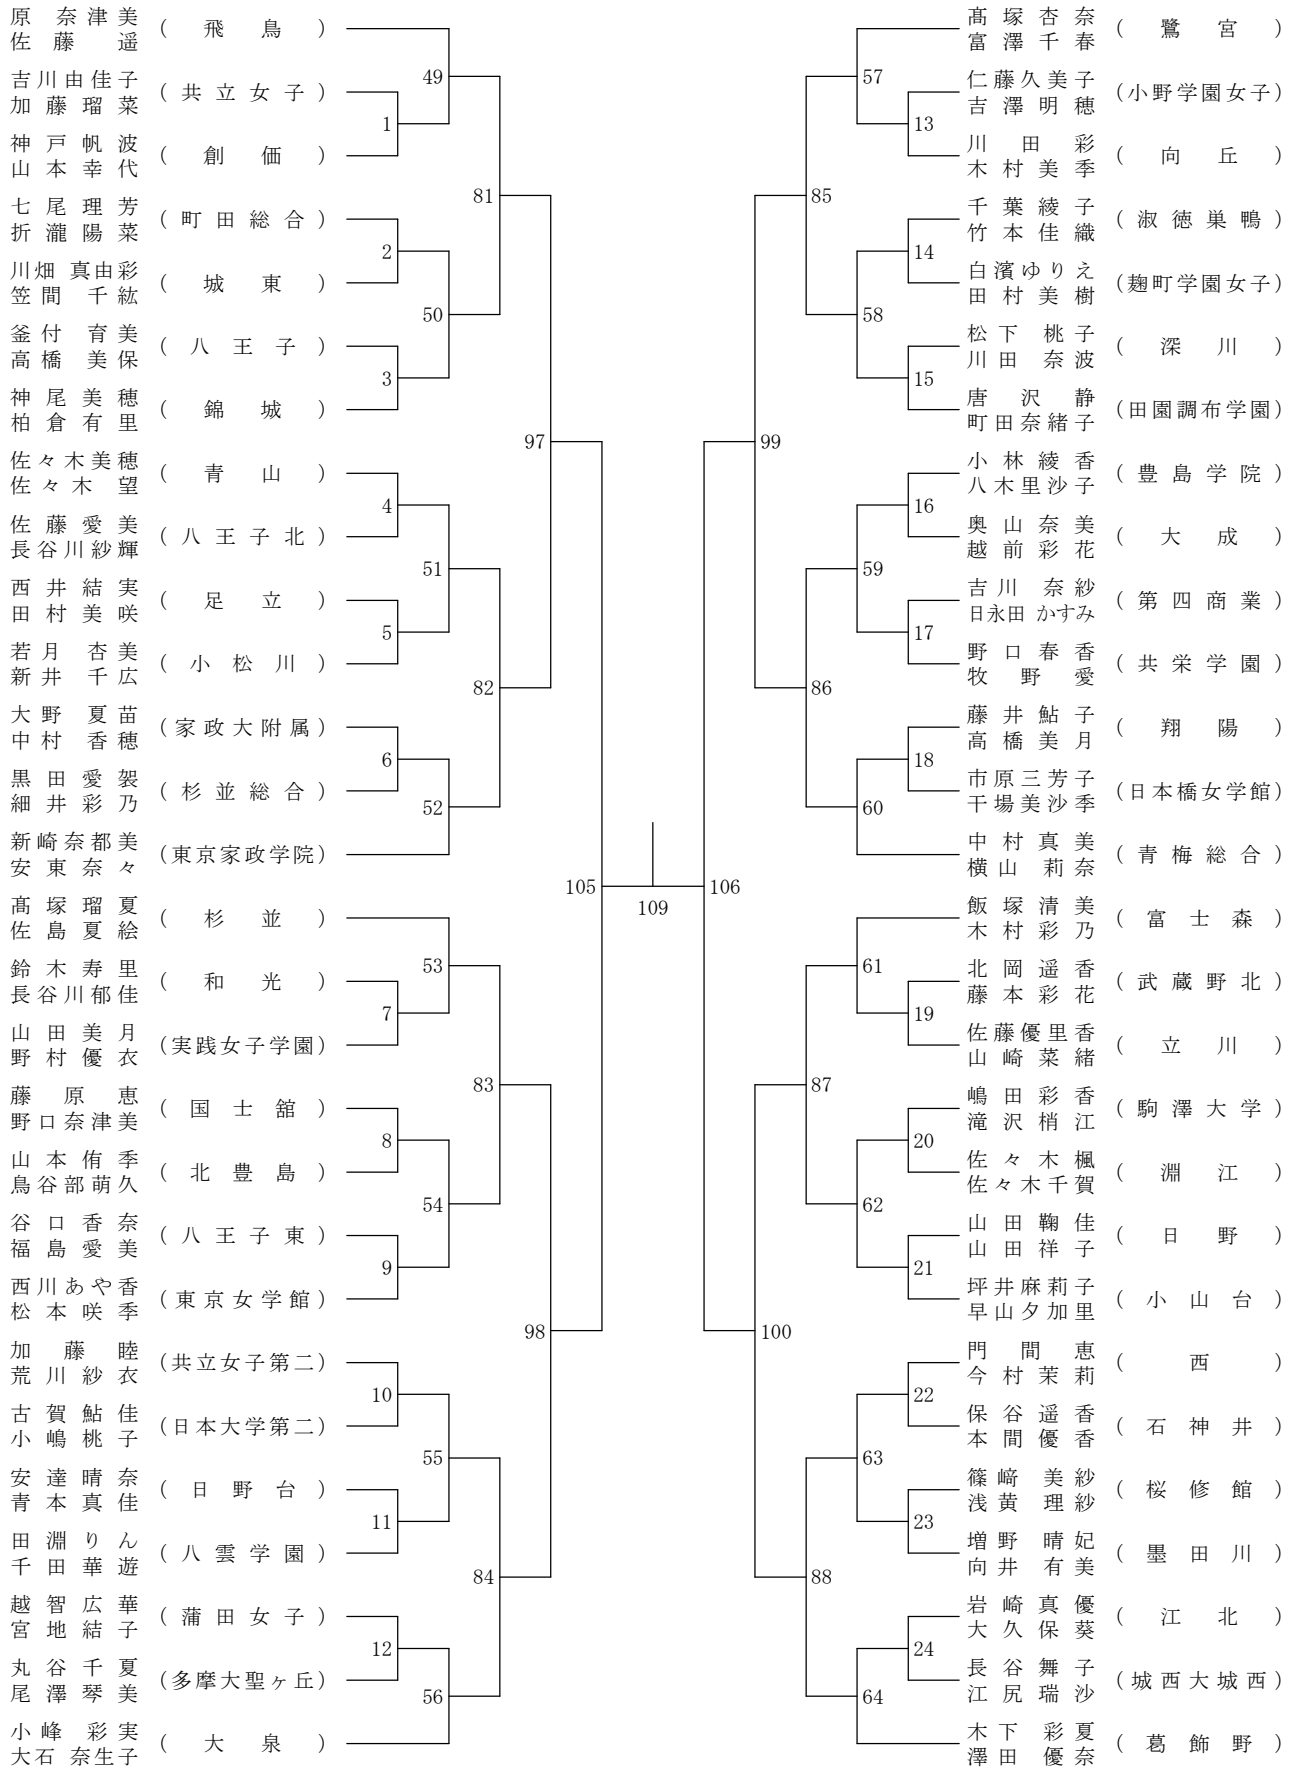 原奈津美
佐藤遥
(飛鳥)
吉川由佳子
加藤瑠菜
(共立女子)
神戸帆波
山本幸代
(創価)
七尾理芳
折瀧陽菜
(町田総合)
川畑 真由彩
笠間 千紘
(城東)
釜付 育美
高橋 美保
(八王子)
神尾美穂
柏倉有里
(錦城)
佐々木美穂
佐々木 望
(青山)
佐藤愛美
長谷川紗輝
(八王子北)
西井結実
田村美咲
(足立)
若月 杏美
新井 千広
(小松川)
大野 夏苗
中村 香穂
(家政大附属)
黒田愛袈
細井彩乃
(杉並総合)
新崎奈都美
安東奈々
(東京家政学院)
髙塚瑠夏
佐島夏絵
(杉並)
鈴木寿里
長谷川郁佳
(和光)
山田美月
野村優衣
(実践女子学園)
藤原恵
野口奈津美
(国士舘)
山本侑季
鳥谷部萌久
(北豊島)
谷口香奈
福島愛美
(八王子東)
西川あや香
松本咲季
(東京女学館)
加藤睦
荒川紗衣
(共立女子第二)
古賀鮎佳
小嶋桃子
(日本大学第二)
安達晴奈
青本真佳
(日野台)
田淵りん
千田華遊
(八雲学園)
越智広華
宮地結子
(蒲田女子)
丸谷千夏
尾澤琴美
(多摩大聖ヶ丘)
小峰 彩実
大石 奈生子
(大泉)
1
2
3
4
5
6
7
8
9
10
11
12
49
50
51
52
53
54
55
56
81
82
83
84
97
98
105
109
106
99
100
85
86
87
88
57
58
59
60
61
62
63
64
13
14
15
16
17
18
19
20
21
22
23
24
髙塚杏奈
富澤千春
(鷺宮)
仁藤久美子
吉澤明穂
(小野学園女子)
川田彩
木村美季
(向丘)
千葉綾子
竹本佳織
(淑徳巣鴨)
白濱ゆりえ
田村美樹
(麹町学園女子)
松下 桃子
川田 奈波
(深川)
唐沢静
町田奈緒子
(田園調布学園)
小林綾香
八木里沙子
(豊島学院)
奥山奈美
越前彩花
(大成)
吉川 奈紗
日永田 かすみ
(第四商業)
野口春香
牧野愛
(共栄学園)
藤井鮎子
高橋美月
(翔陽)
市原三芳子
干場美沙季
(日本橋女学館)
中村真美
横山 莉奈
(青梅総合)
飯塚清美
木村彩乃
(富士森)
北岡遥香
藤本彩花
(武蔵野北)
佐藤優里香
山崎菜緒
(立川)
嶋田彩香
滝沢梢江
(駒澤大学)
佐々木楓
佐々木千賀
(淵江)
山田鞠佳
山田祥子
(日野)
坪井麻莉子
早山夕加里
(小山台)
門間恵
今村茉莉
(西)
保谷遥香
本間優香
(石神井)
篠﨑 美紗
浅黄 理紗
(桜修館)
増野 晴妃
向井 有美
(墨田川)
岩崎真優
大久保葵
(江北)
長谷舞子
江尻瑞沙
(城西大城西)
木下 彩夏
澤田 優奈
(葛飾野)